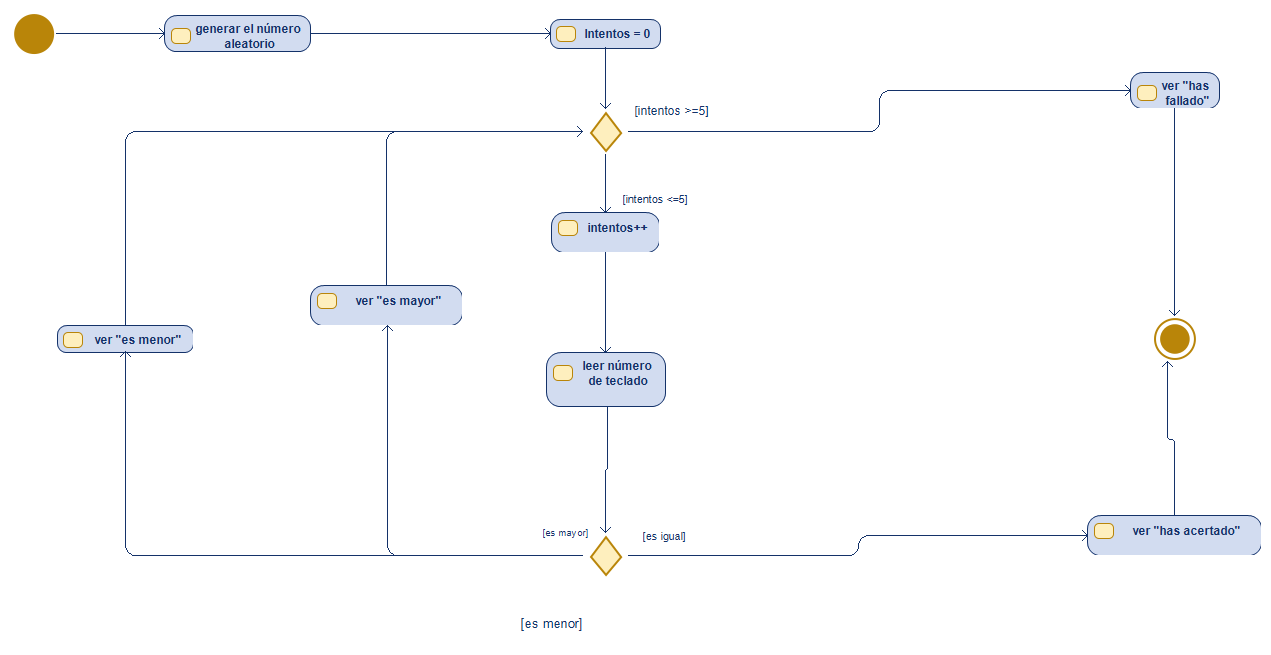 generar el número
aleatorio
Intentos = 0
ver "has
fallado"
[intentos >=5]
[intentos <=5]
intentos++
ver "es mayor"
ver "es menor"
leer número
de teclado
[es mayor]
[es igual]
ver "has acertado"
[es menor]